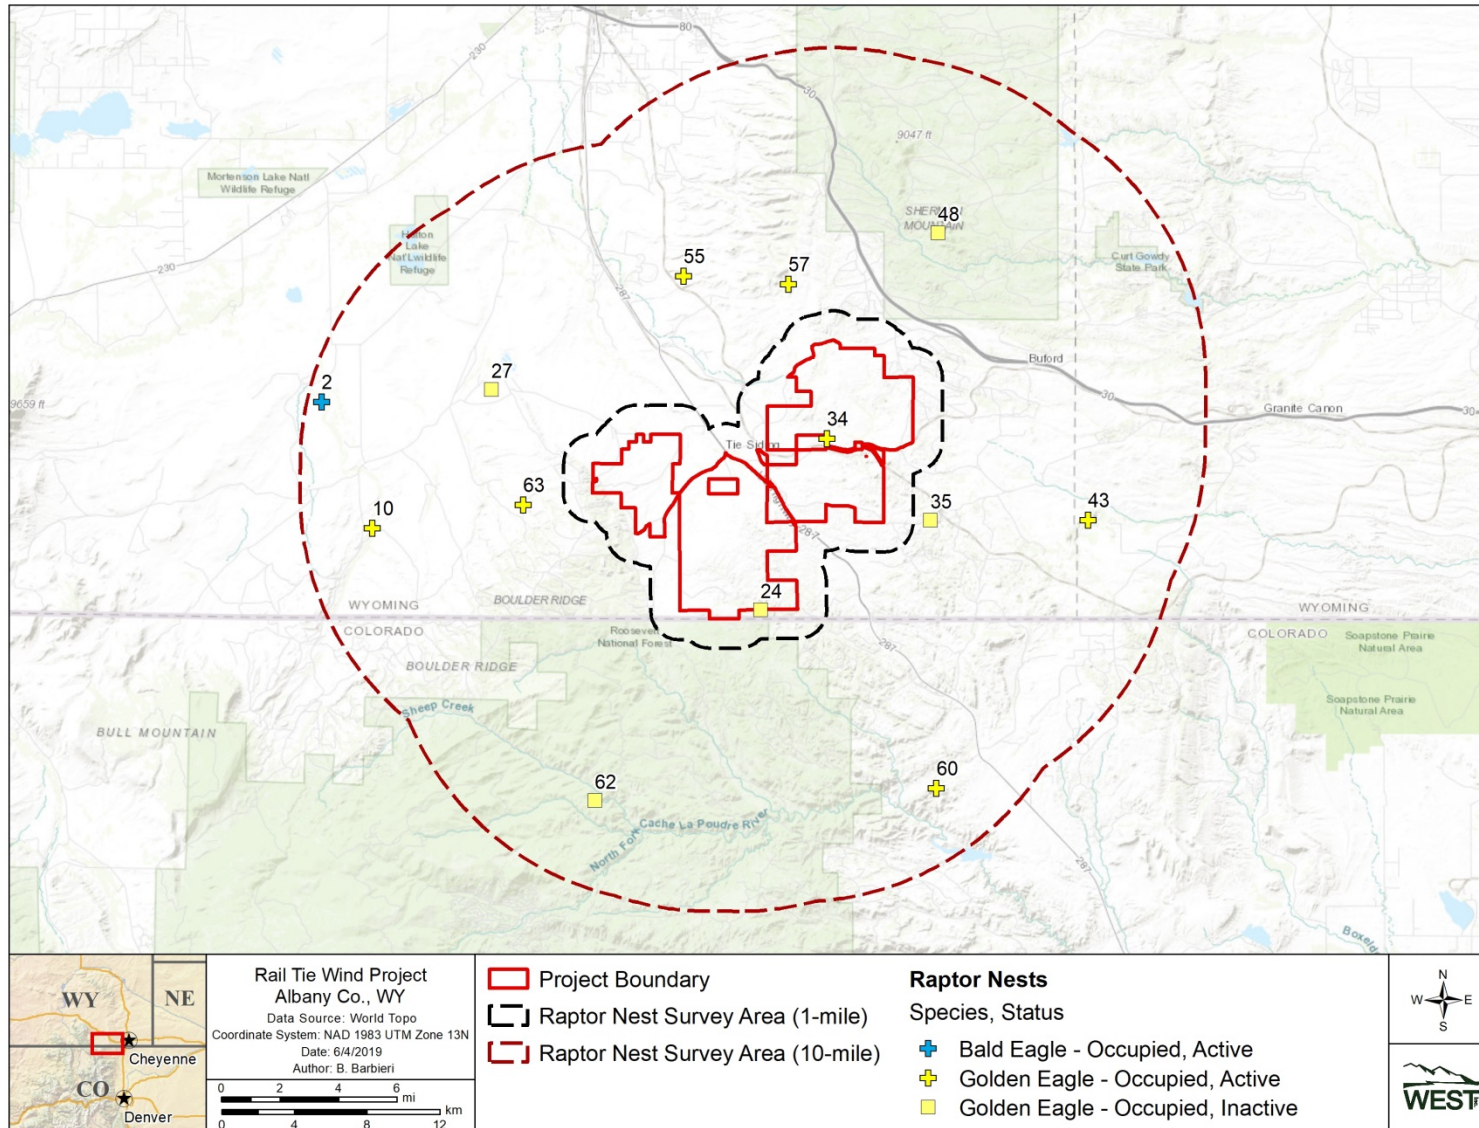 80
230
30
9047 ft
Mortenson Lake Natl
Wildlife Refuge
SHERMAN
MOUNTAIN
48
Hutton
Lake
Nat'l wildlife
Refuge
Curt Gowdy
State Park
230
55
57
287
Buford
27
2
9659 ft
30
Granite Canon
30
34
Tie Siding
63
10
35
43
287
24
WYOMING
BOULDER RIDGE
WYOMING
COLORADO
Roosevelt
National Forest
COLORADO
Soapstone Prairie
Natural Area
287
BOULDER RIDGE
Soapstone Prairie
Natural Area
Sheep Creek
BULL MOUNTAIN
62
60
North Fork
Cache La Poudre River
287
WY
NE
Cheyenne
CO
Denver
Rail Tie Wind Project
Albany Co., WY
Data Source: World Topo
Coordinate System: NAD 1983 UTM Zone 13N
Date: 6/4/2019
Author: B. Barbieri
0 2 4 6
mi
km
0 4 8 12
Project Boundary
Raptor Nest Survey Area (1-mile)
Raptor Nest Survey Area (10-mile)
Raptor Nests
Species, Status
Bald Eagle - Occupied, Active
Golden Eagle - Occupied, Active
Golden Eagle - Occupied, Inactive
N
W E
S
WEST